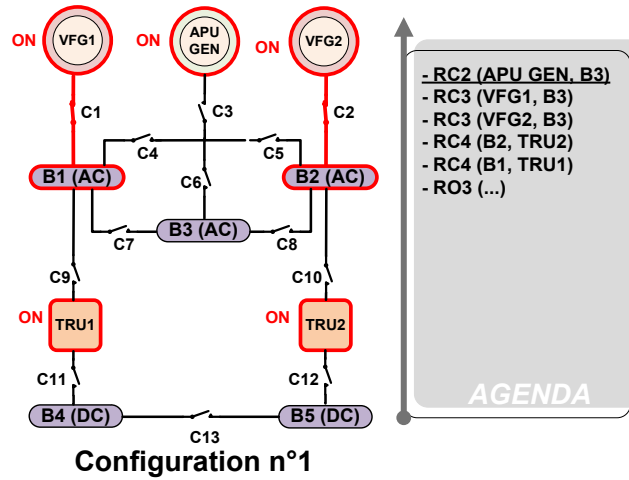 ON
VFG1
ON
APU
GEN
ON
VFG2
C1
C3
C2
C4
C5
C6
B1 (AC)
B2 (AC)
B3 (AC)
C7
C8
C9
C10
ON
TRU1
ON
TRU2
C11
C12
B4 (DC)
B5 (DC)
C13
Configuration n°1
- RC2 (APU GEN, B3)
- RC3 (VFG1, B3)
- RC3 (VFG2, B3)
- RC4 (B2, TRU2)
- RC4 (B1, TRU1)
- RO3 (...)
AGENDA